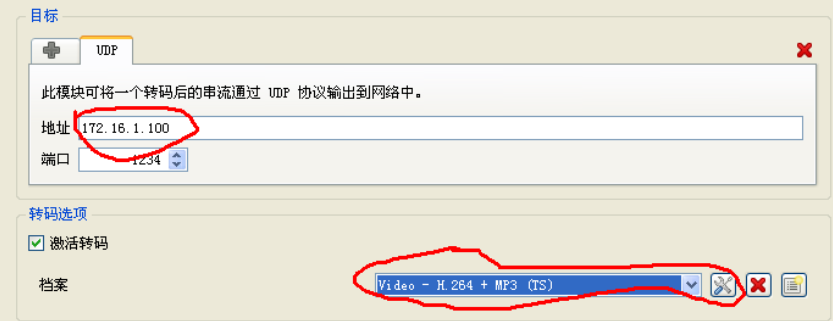 目标
UDP
此模块可将一个转码后的串流通过 UDP 协议输出到网络中。
地址 172.16.1.100
端口 1234
转码选项
激活转码
档案 Video - H.264 + MP3 (TS)